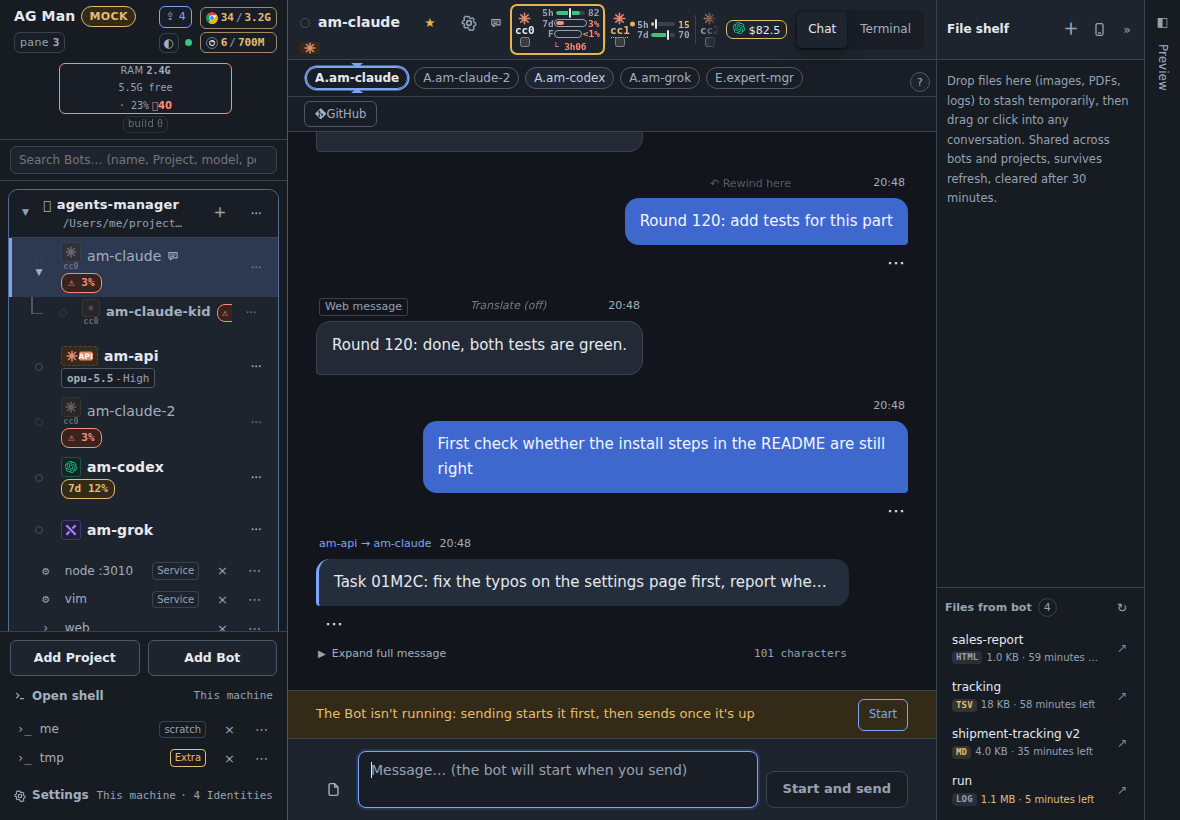 AG Man MOCK
⇪ 4
34 / 3.2G
pane 3
6 / 700M
RAM 2.4G
5.5G free
· 23% 40
build 0
Search Bots… (name, Project, model, p
agents-manager
/Users/me/project…
am-claude
cc0
⚠ 3%
am-claude-kid
cc0
am-api
API
opu-5.5 - High
am-claude-2
cc0
⚠ 3%
am-codex
7d 12%
am-grok
node :3010 Service × ⋯
vim Service × ⋯
web × ⋯
Add Project Add Bot
Open shell This machine
me scratch × ⋯
tmp Extra × ⋯
Settings This machine · 4 Identities
am-claude ★
cc0
5h 82
7d 3%
F <1%
└ 3h06
cc1
5h 15
7d 70
cc2
$82.5
Chat Terminal
A.am-claude A.am-claude-2 A.am-codex A.am-grok E.expert-mgr ?
GitHub
↶ Rewind here 20:48
Round 120: add tests for this part
⋯
Web message Translate (off) 20:48
Round 120: done, both tests are green.
20:48
First check whether the install steps in the README are still
right
⋯
am-api → am-claude 20:48
Task 01M2C: fix the typos on the settings page first, report whe…
⋯
▶ Expand full message 101 characters
The Bot isn't running: sending starts it first, then sends once it's up Start
Message… (the bot will start when you send)
Start and send
File shelf + »
Drop files here (images, PDFs,
logs) to stash temporarily, then
drag or click into any
conversation. Shared across
bots and projects, survives
refresh, cleared after 30
minutes.
Files from bot 4 ↻
sales-report
HTML 1.0 KB · 59 minutes …
tracking
TSV 18 KB · 58 minutes left
shipment-tracking v2
MD 4.0 KB · 35 minutes left
run
LOG 1.1 MB · 5 minutes left
Preview